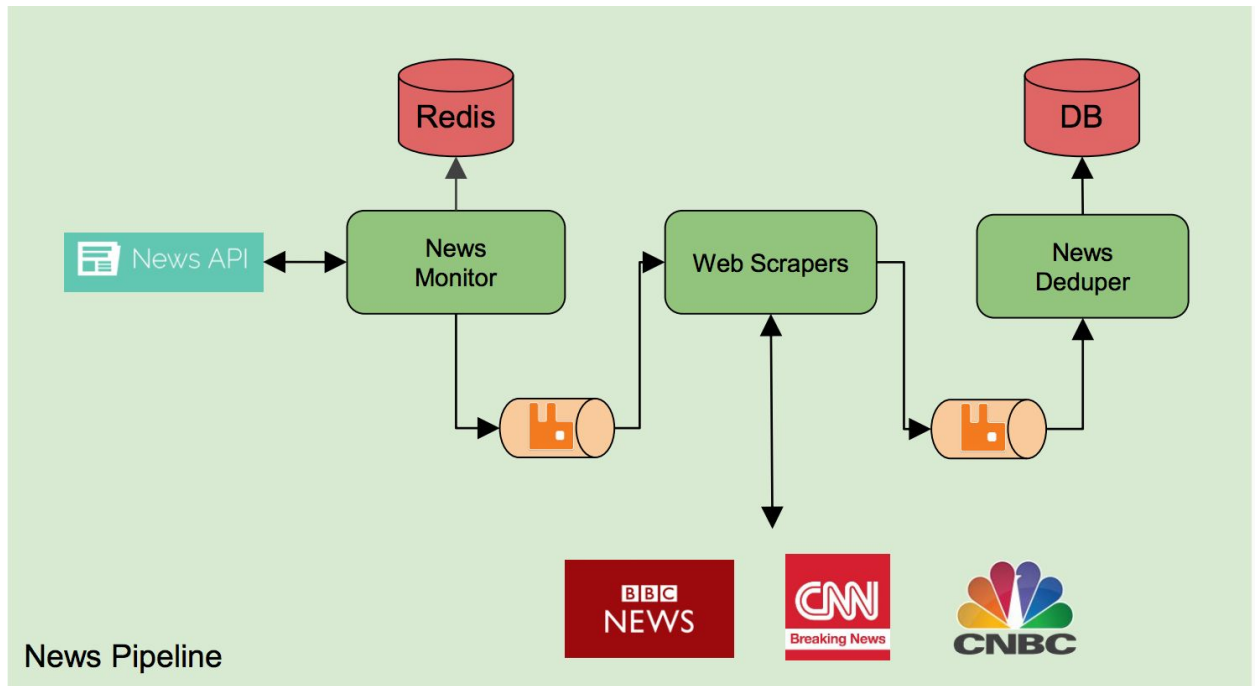 Redis
DB
News API
News
Monitor
Web Scrapers
News
Deduper
BBC
NEWS
CNN
Breaking News
CNBC
News Pipeline